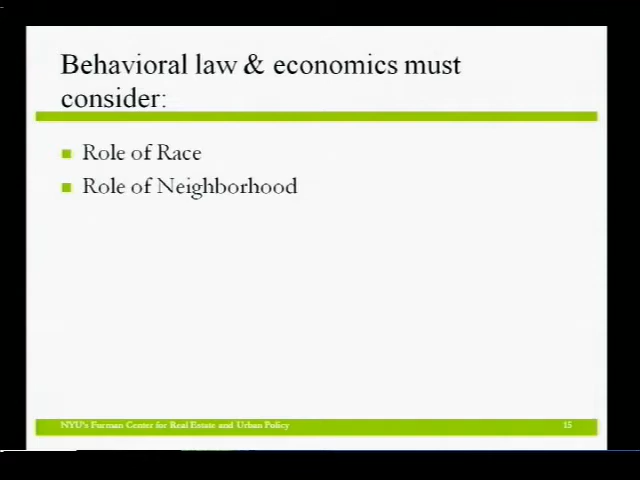 Behavioral law & economics must
consider:
Role of Race
Role of Neighborhood
NYU's Furman Center for Real Estate and Urban Policy
15